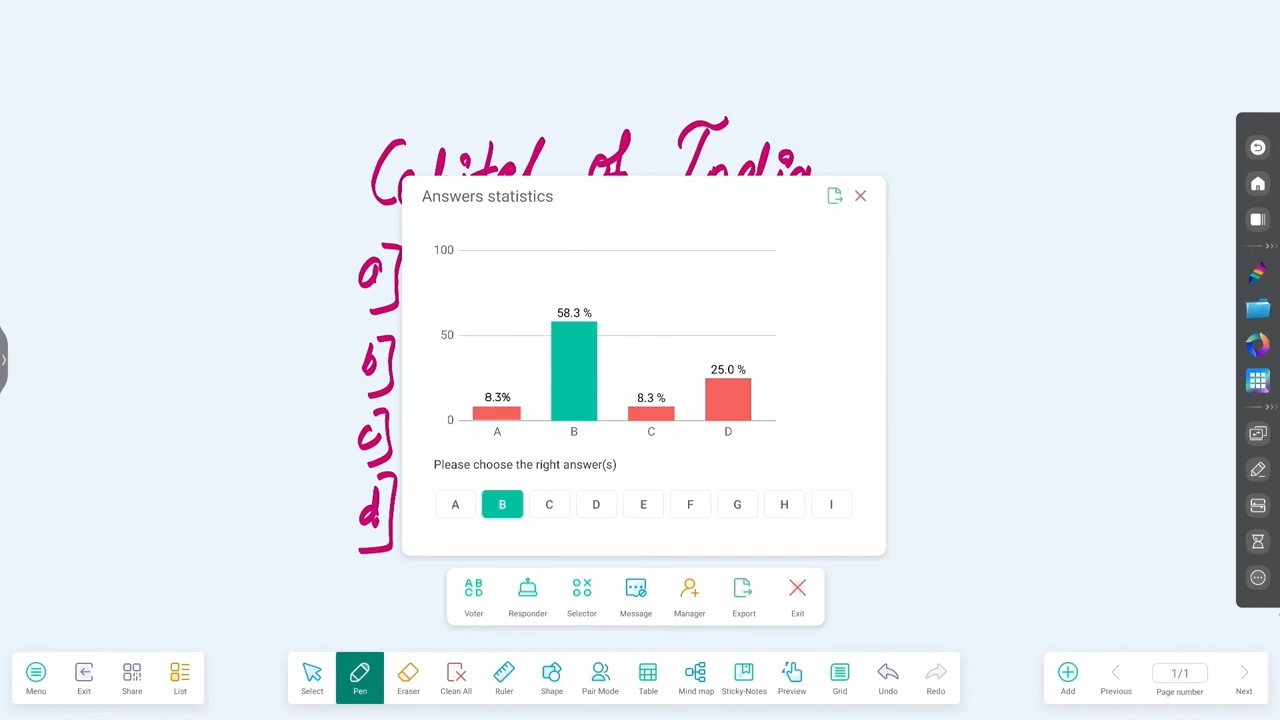 Capital of India
Answers statistics
100
58.3 %
50
25.0 %
8.3%
8.3 %
0
A B C D
a]
b]
c]
d]
Please choose the right answer(s)
A B C D E F G H I
AB CD
Voter Responder Selector Message Manager Export Exit
Menu Exit Share List Select Pen Eraser Clean All Ruler Shape Pair Mode Table Mind map Sticky-Notes Preview Grid Undo Redo Add Previous 1/1 Page number Next